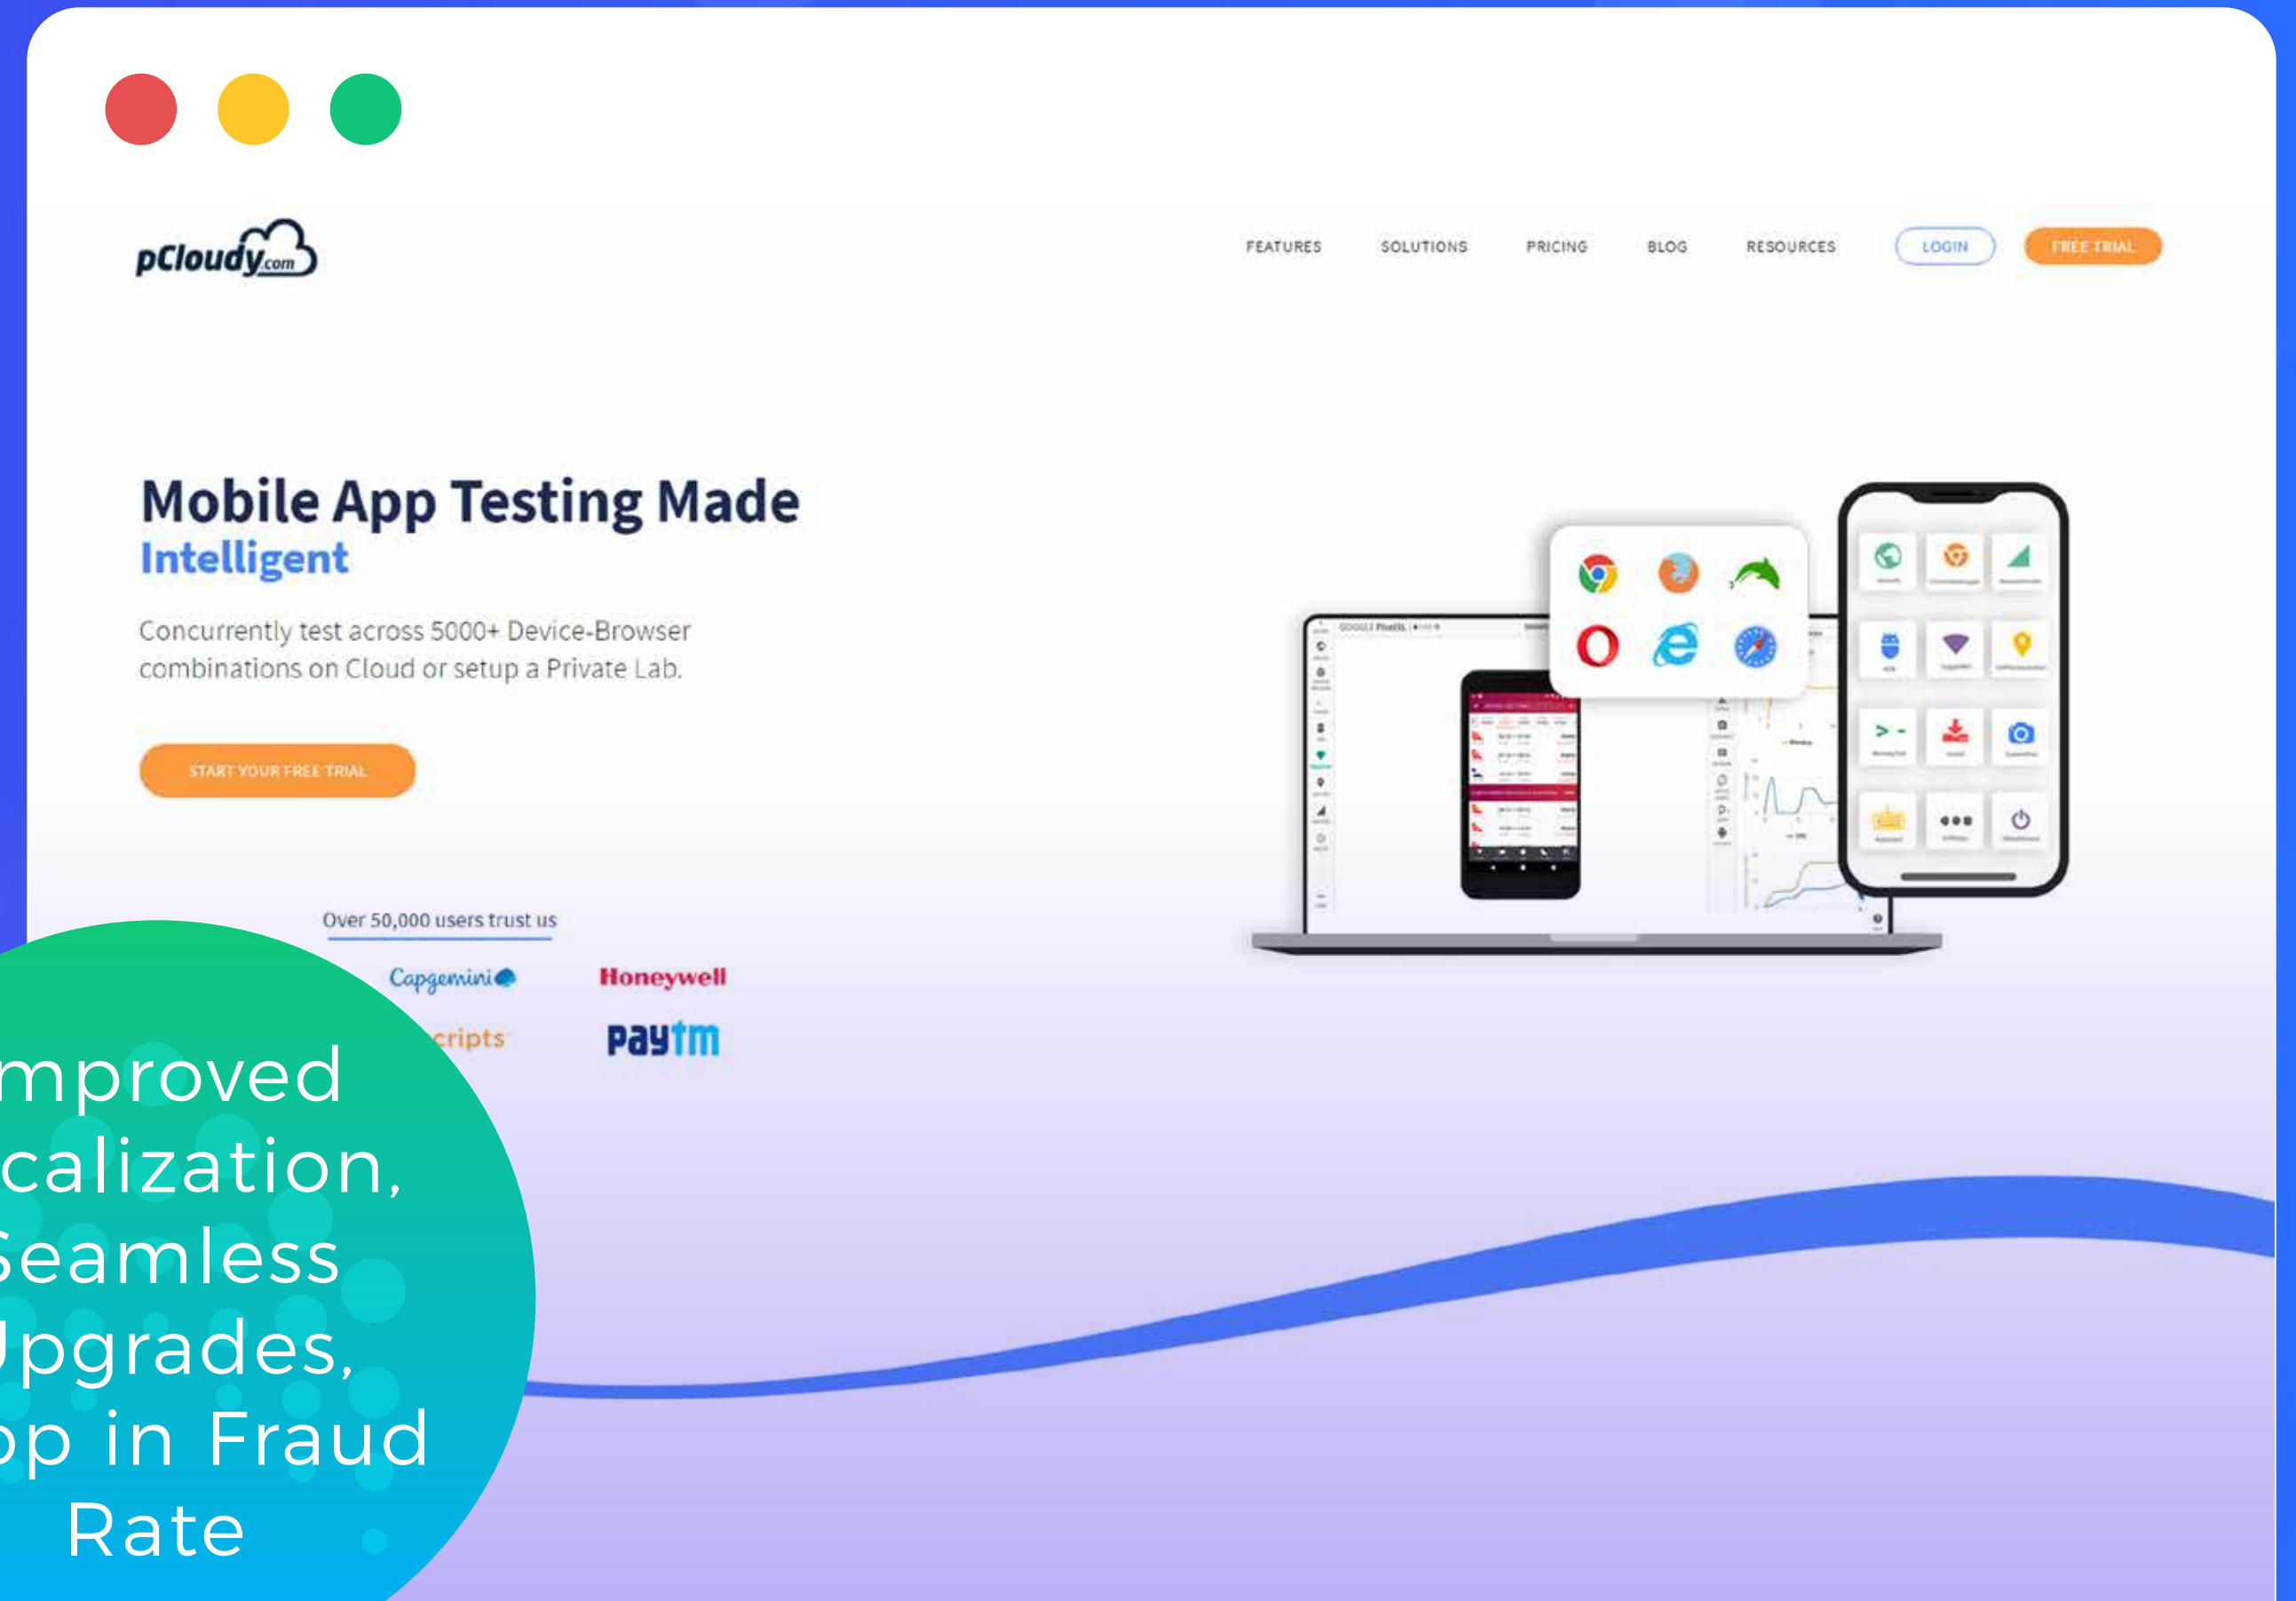 pCloudy.com
FEATURES SOLUTIONS PRICING BLOG RESOURCES LOGIN FREE TRIAL
Mobile App Testing Made
Intelligent
Concurrently test across 5000+ Device-Browser
combinations on Cloud or setup a Private Lab.
START YOUR FREE TRIAL
Over 50,000 users trust us
Capgemini Honeywell
cripts paytm
GOOGLE
mproved
calization,
Seamless
Upgrades,
op in Fraud
Rate